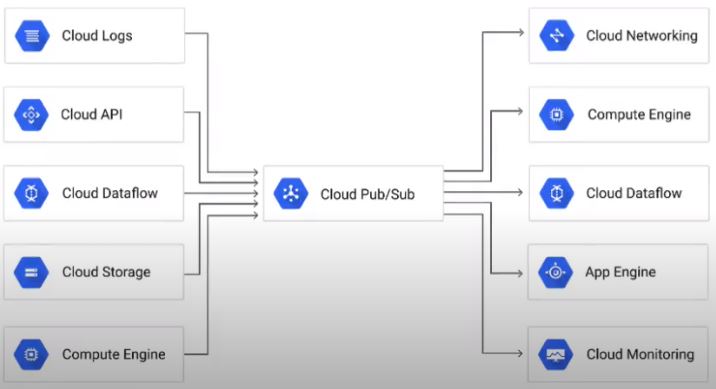 Cloud Logs
Cloud API
Cloud Dataflow
Cloud Storage
Compute Engine
Cloud Pub/Sub
Cloud Networking
Compute Engine
Cloud Dataflow
App Engine
Cloud Monitoring